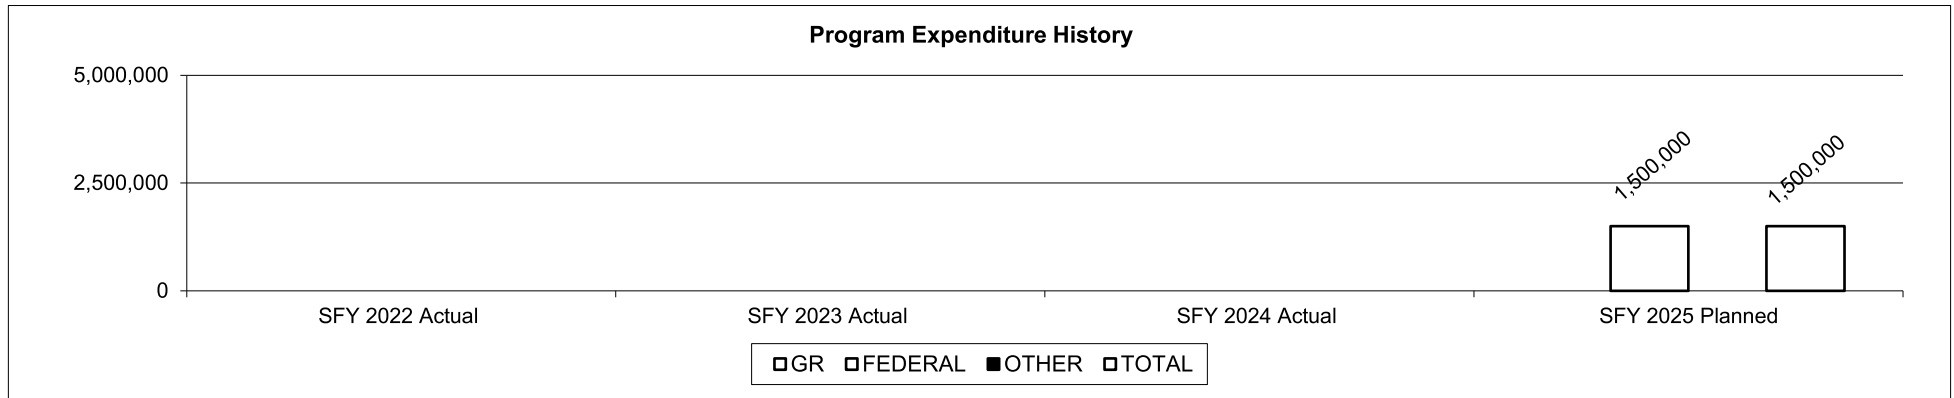 Program Expenditure History
5,000,000
2,500,000
0
1,500,000
1,500,000
SFY 2022 Actual
SFY 2023 Actual
SFY 2024 Actual
SFY 2025 Planned
GR FEDERAL OTHER TOTAL